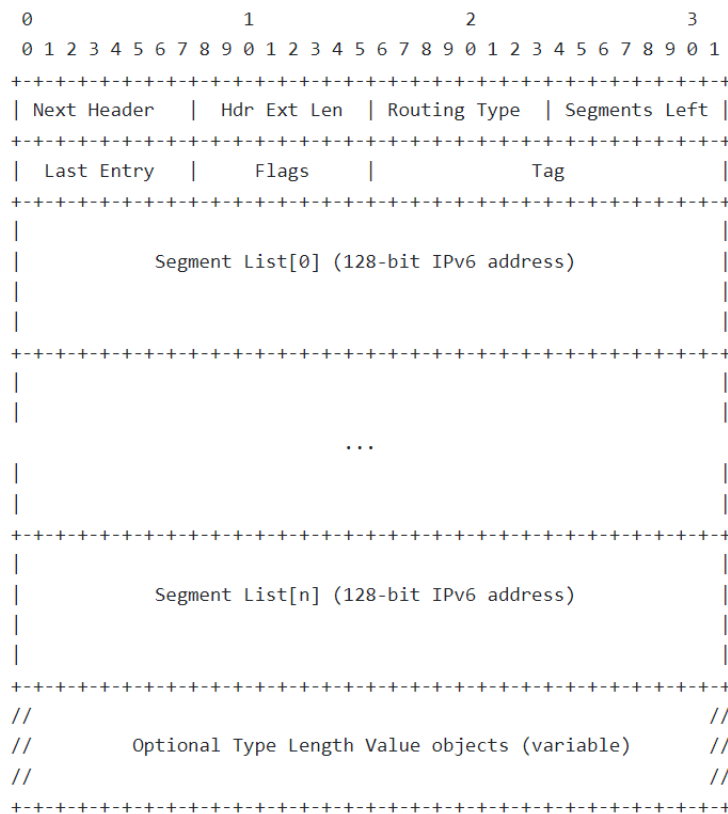 0                   1                   2                   3
0 1 2 3 4 5 6 7 8 9 0 1 2 3 4 5 6 7 8 9 0 1 2 3 4 5 6 7 8 9 0 1
+-+-+-+-+-+-+-+-+-+-+-+-+-+-+-+-+-+-+-+-+-+-+-+-+-+-+-+-+-+-+-+-+
| Next Header   |  Hdr Ext Len  | Routing Type  | Segments Left |
+-+-+-+-+-+-+-+-+-+-+-+-+-+-+-+-+-+-+-+-+-+-+-+-+-+-+-+-+-+-+-+-+
|  Last Entry   |     Flags     |              Tag              |
+-+-+-+-+-+-+-+-+-+-+-+-+-+-+-+-+-+-+-+-+-+-+-+-+-+-+-+-+-+-+-+-+
|                                                               |
|            Segment List[0] (128-bit IPv6 address)             |
|                                                               |
|                                                               |
+-+-+-+-+-+-+-+-+-+-+-+-+-+-+-+-+-+-+-+-+-+-+-+-+-+-+-+-+-+-+-+-+
|                                                               |
|                                                               |
                              ...
|                                                               |
|                                                               |
+-+-+-+-+-+-+-+-+-+-+-+-+-+-+-+-+-+-+-+-+-+-+-+-+-+-+-+-+-+-+-+-+
|                                                               |
|            Segment List[n] (128-bit IPv6 address)             |
|                                                               |
|                                                               |
+-+-+-+-+-+-+-+-+-+-+-+-+-+-+-+-+-+-+-+-+-+-+-+-+-+-+-+-+-+-+-+-+
//                                                             //
//         Optional Type Length Value objects (variable)       //
//                                                             //
+-+-+-+-+-+-+-+-+-+-+-+-+-+-+-+-+-+-+-+-+-+-+-+-+-+-+-+-+-+-+-+-+